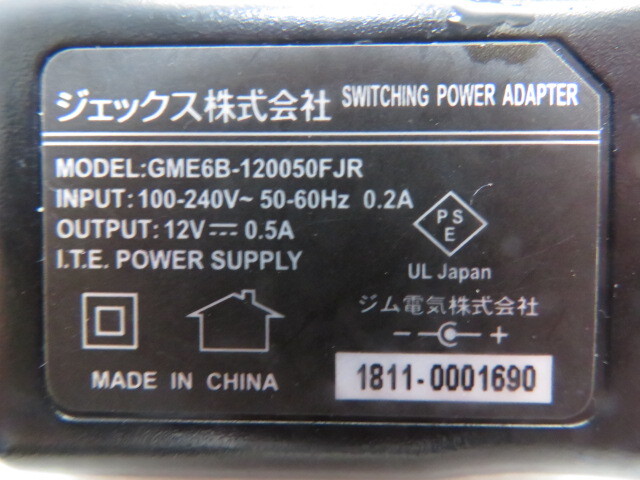 ジェックス株式会社 SWITCHING POWER ADAPTER
MODEL:GME6B-120050FJR
INPUT: 100-240V~ 50-60Hz 0.2A
OUTPUT: 12V⎓ 0.5A
I.T.E. POWER SUPPLY
PS
E
UL Japan
ジム電気株式会社
MADE IN CHINA
1811-0001690